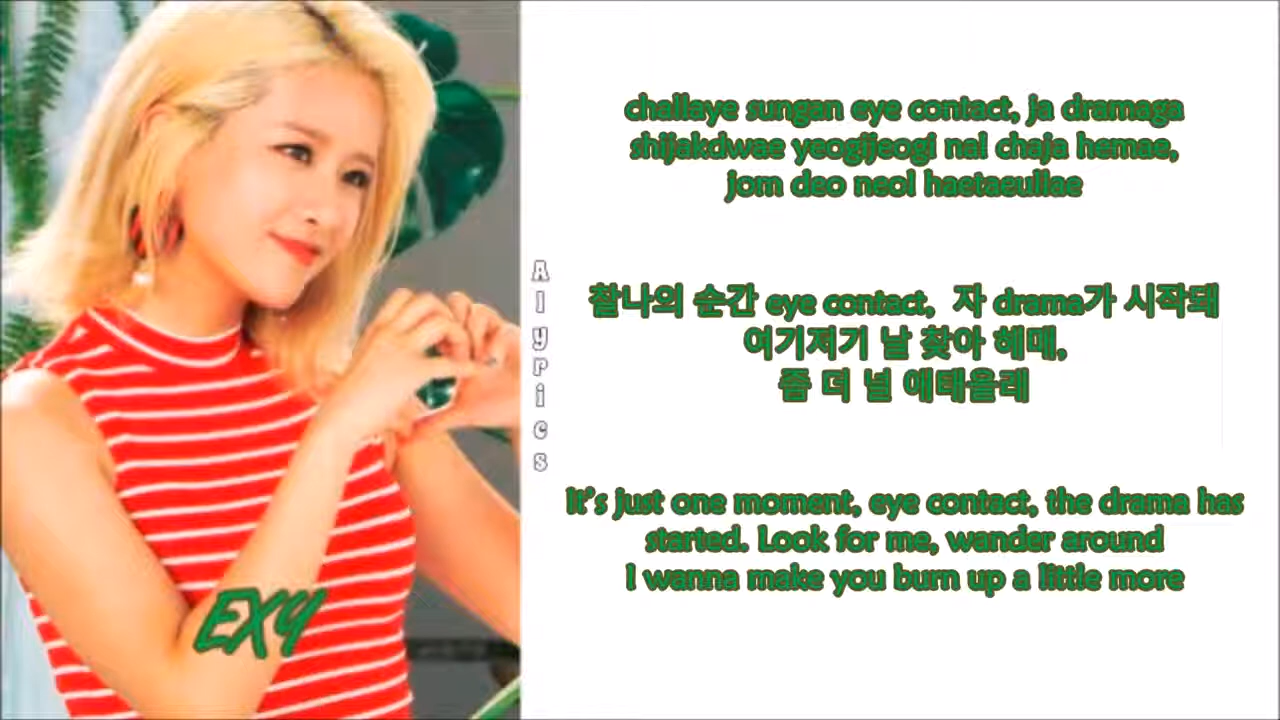 challaye sungan eye contact, ja dramaga
shijakdwae yeogijeogi nal chaja hemae,
jom deo neol haetaeullae
찰나의 순간 eye contact, 자 drama가 시작돼
여기저기 날 찾아 헤매,
좀 더 널 애태울래
It's just one moment, eye contact, the drama has
started. Look for me, wander around
I wanna make you burn up a little more
Alyrics
EXY